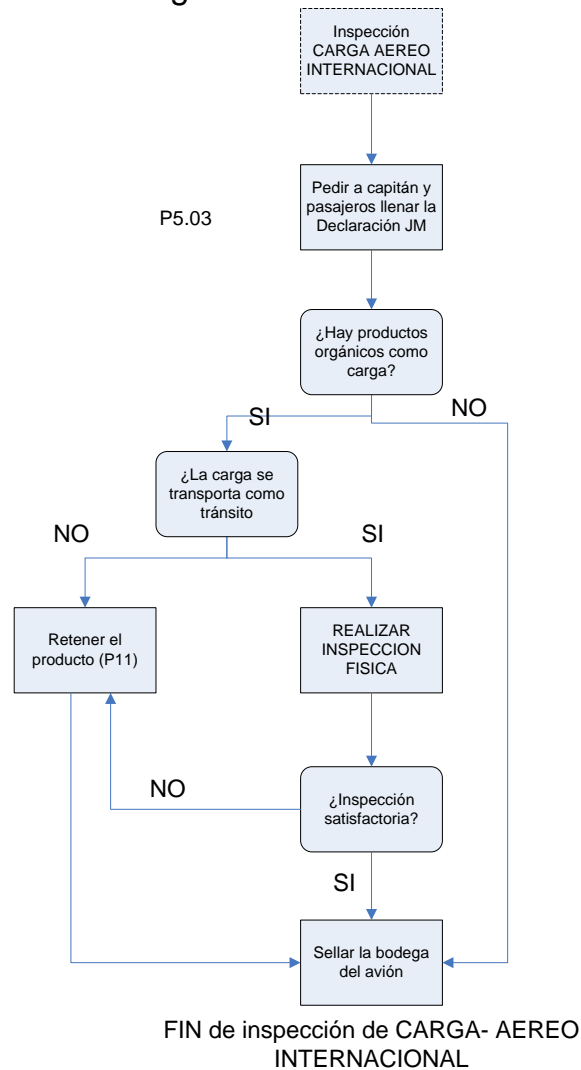 Inspección
CARGA AEREO
INTERNACIONAL
Pedir a capitán y
pasajeros llenar la
Declaración JM
P5.03
¿Hay productos
orgánicos como
carga?
SI
NO
¿La carga se
transporta como
tránsito
NO
SI
Retener el
producto (P11)
REALIZAR
INSPECCION
FISICA
NO
¿Inspección
satisfactoria?
SI
Sellar la bodega
del avión
FIN de inspección de CARGA- AEREO
INTERNACIONAL